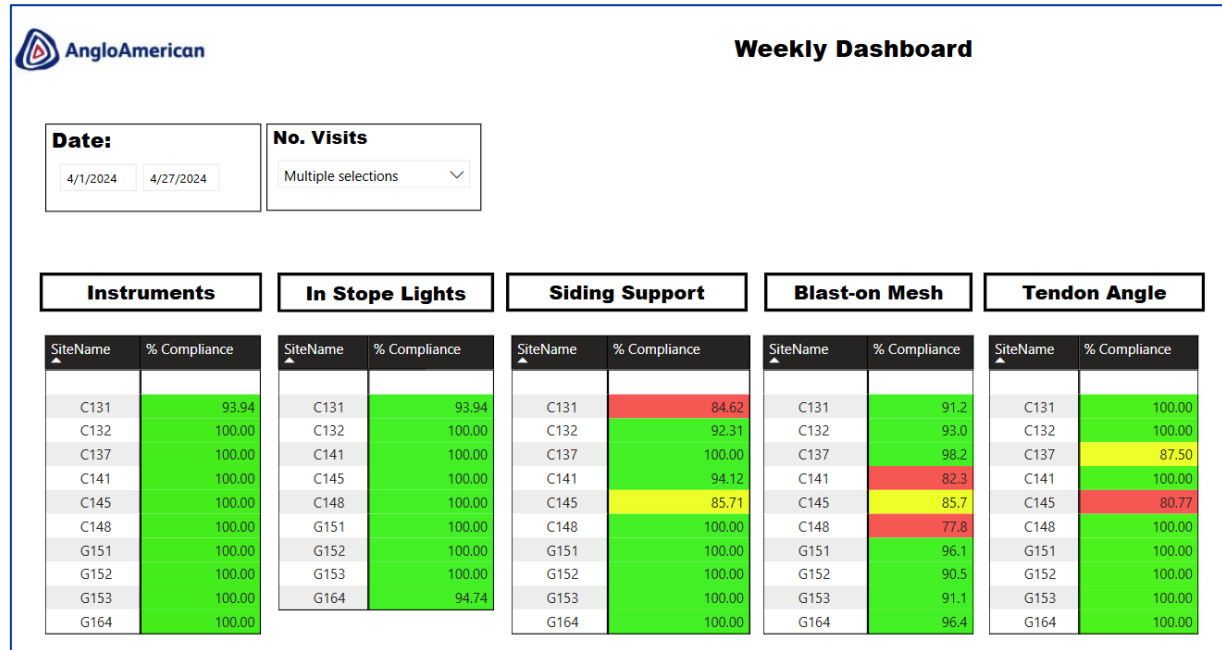 AngloAmerican
Weekly Dashboard
Date:
4/1/2024 4/27/2024
No. Visits
Multiple selections
Instruments
SiteName % Compliance
C131 93.94
C132 100.00
C137 100.00
C141 100.00
C145 100.00
C148 100.00
G151 100.00
G152 100.00
G153 100.00
G164 100.00
In Stope Lights
SiteName % Compliance
C131 93.94
C132 100.00
C141 100.00
C145 100.00
C148 100.00
G151 100.00
G152 100.00
G153 100.00
G164 94.74
Siding Support
SiteName % Compliance
C131 84.62
C132 92.31
C137 100.00
C141 94.12
C145 85.71
C148 100.00
G151 100.00
G152 100.00
G153 100.00
G164 100.00
Blast-on Mesh
SiteName % Compliance
C131 91.2
C132 93.0
C137 98.2
C141 82.3
C145 85.7
C148 77.8
G151 96.1
G152 90.5
G153 91.1
G164 96.4
Tendon Angle
SiteName % Compliance
C131 100.00
C132 100.00
C137 87.50
C141 100.00
C145 80.77
C148 100.00
G151 100.00
G152 100.00
G153 100.00
G164 100.00